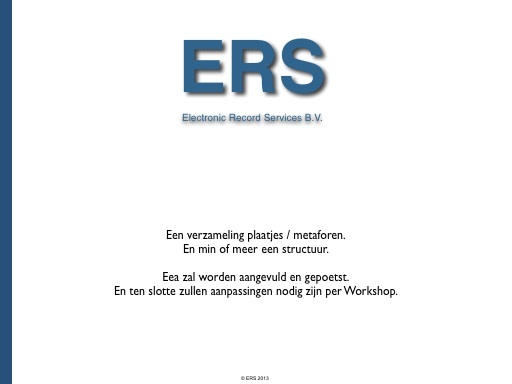 ERS
Electronic Record Services B.V.
Een verzameling plaatjes / metaforen.
En min of meer een structuur.
Eea zal worden aangevuld en gepoetst.
En ten slotte zullen aanpassingen nodig zijn per Workshop.
© ERS 2013